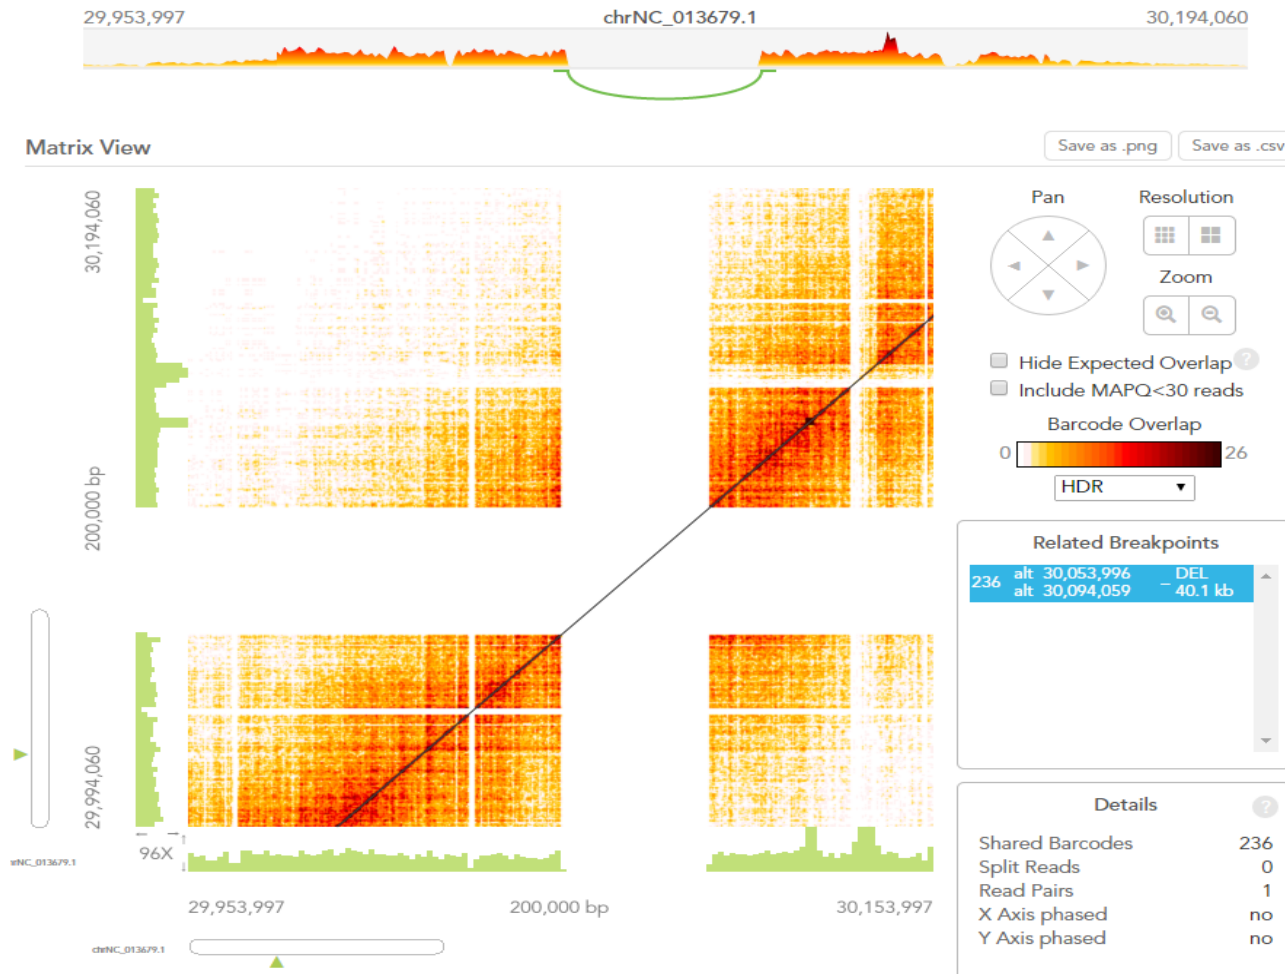 29,953,997 chrNC_013679.1 30,194,060
Matrix View
Save as .png Save as .csv
30,194,060
200,000 bp
29,994,060
96X
29,953,997 200,000 bp 30,153,997
chrNC_013679.1
Pan Resolution
Zoom
Hide Expected Overlap ?
Include MAPQ<30 reads
Barcode Overlap
0 26
HDR
Related Breakpoints
236 alt 30,053,996 – DEL
alt 30,094,059 40.1 kb
Details ?
Shared Barcodes 236
Split Reads 0
Read Pairs 1
X Axis phased no
Y Axis phased no